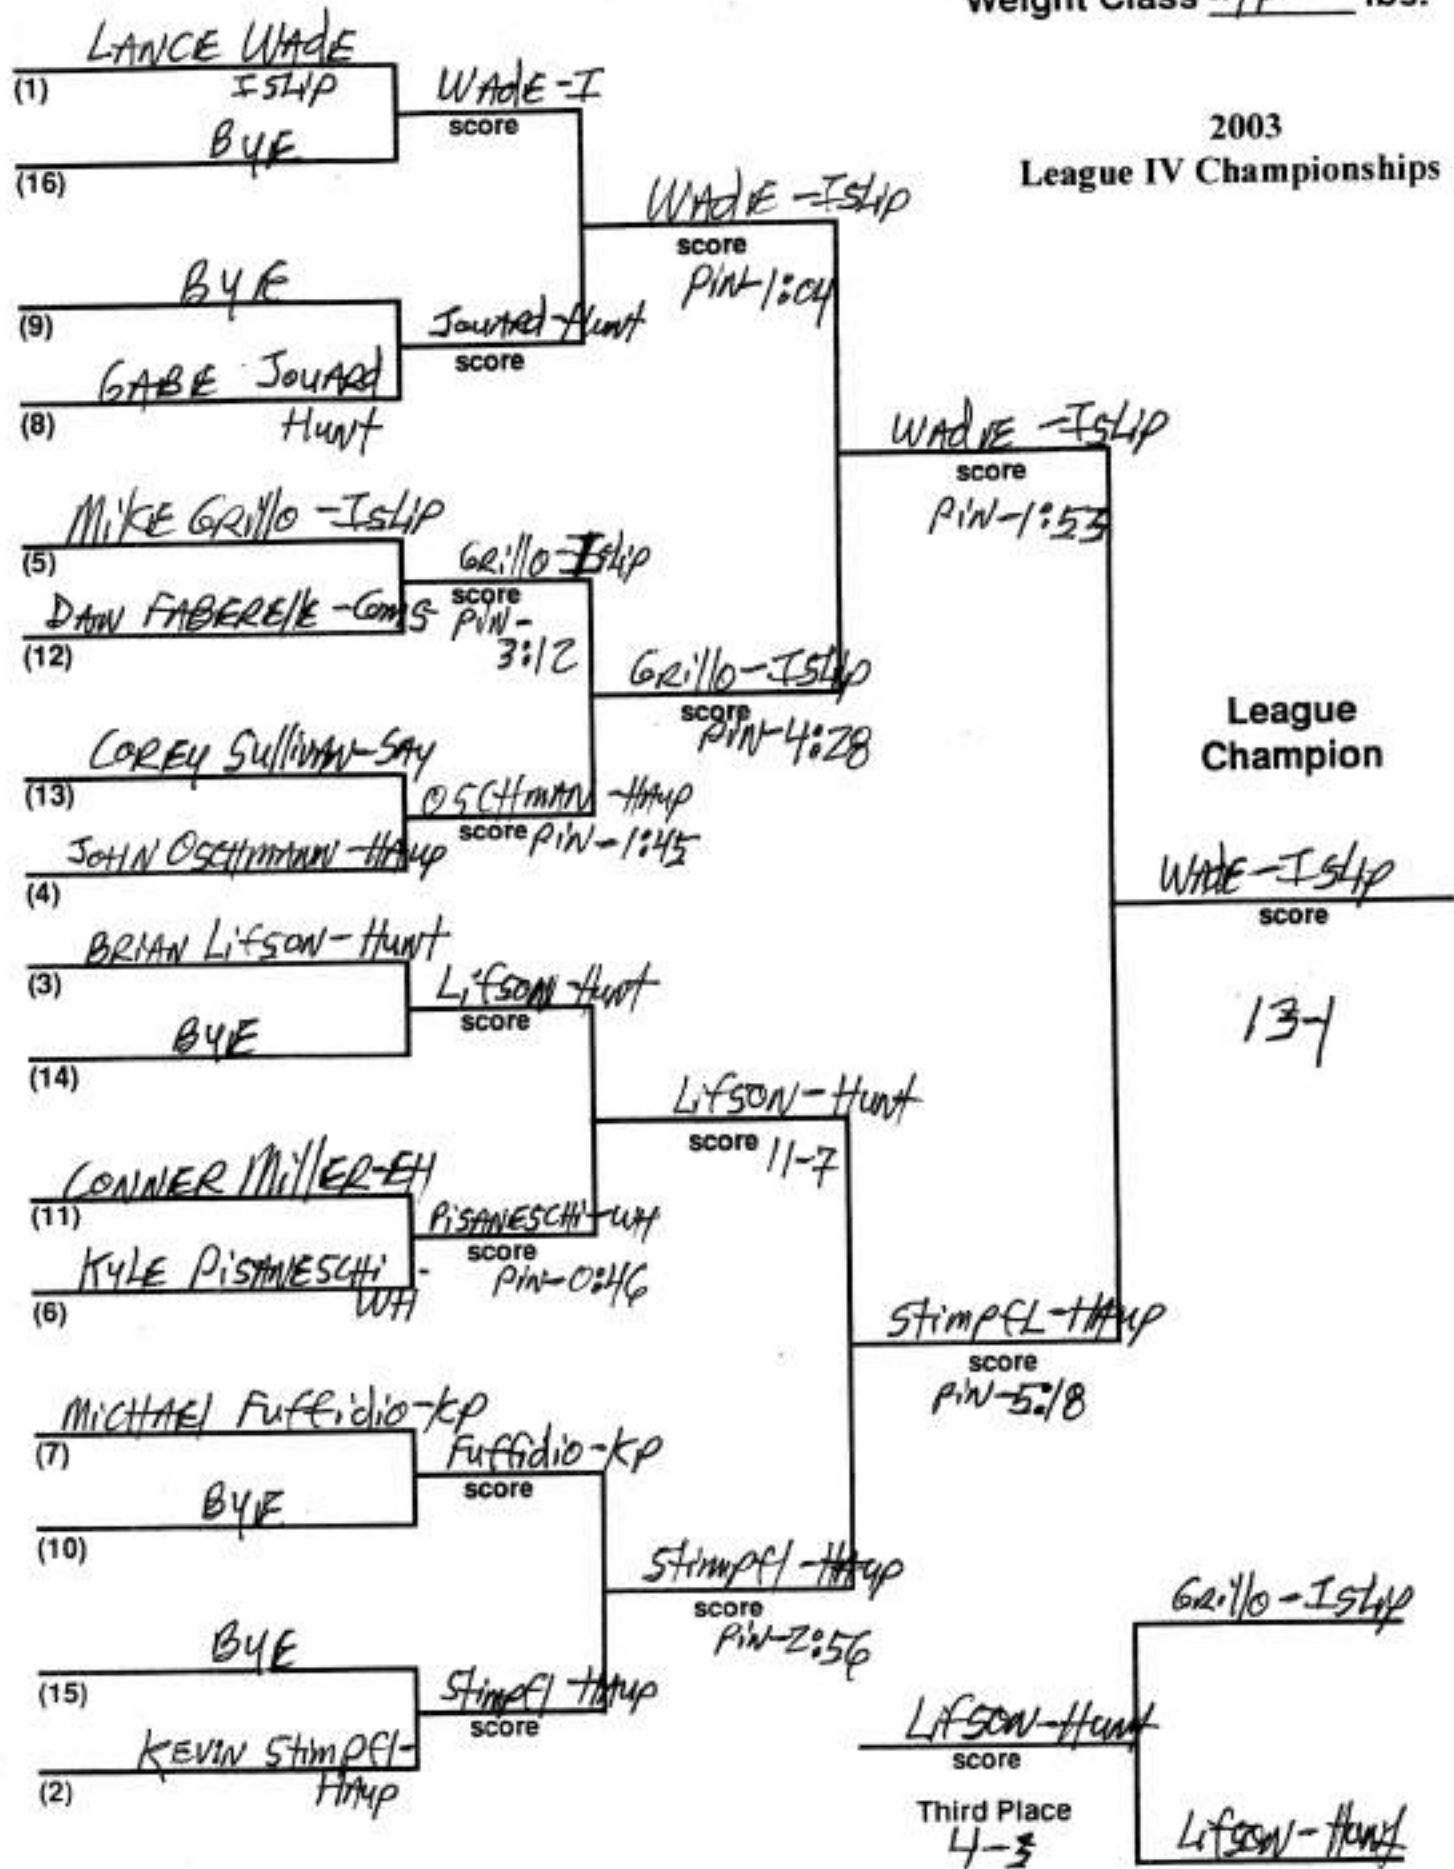 Weight Class lbs.
LANCE WADE
(1) ISLIP
WADE-I
score
BYE
(16)
2003
League IV Championships
WADE-ISLIP
score
PIN-1:04
BYE
(9)
Jouard-Hunt
score
GABE JOUARD
(8) Hunt
WADE-ISLIP
score
PIN-1:53
MIKE GRILLO-ISLIP
(5)
GRILLO-ISLIP
score
PIN-
3:12
DAN FABERELLE-
(12)
GRILLO-ISLIP
score
PIN-4:28
COREY SULLIVAN-SAY
(13)
OSCHMAN-HAUP
score PIN-1:45
JOHN OSCHMANN-HAUP
(4)
League
Champion
WADE-ISLIP
score
13-1
BRIAN LIFSON-HUNT
(3)
LIFSON-HUNT
score
BYE
(14)
LIFSON-HUNT
score 11-7
CONNER MILLER-EH
(11)
PISANESCHI-WH
score
PIN-0:46
KYLE PISANESCHI-
(6) WH
STIMPFL-HAUP
score
PIN-5:18
MICHAEL FUFFIDIO-KP
(7)
FUFFIDIO-KP
score
BYE
(10)
STIMPFL-HAUP
score
PIN-2:56
BYE
(15)
STIMPFL-HAUP
score
KEVIN STIMPFL-
(2) HAUP
GRILLO-ISLIP
LIFSON-HUNT
score
Third Place
4-3
LIFSON-HUNT